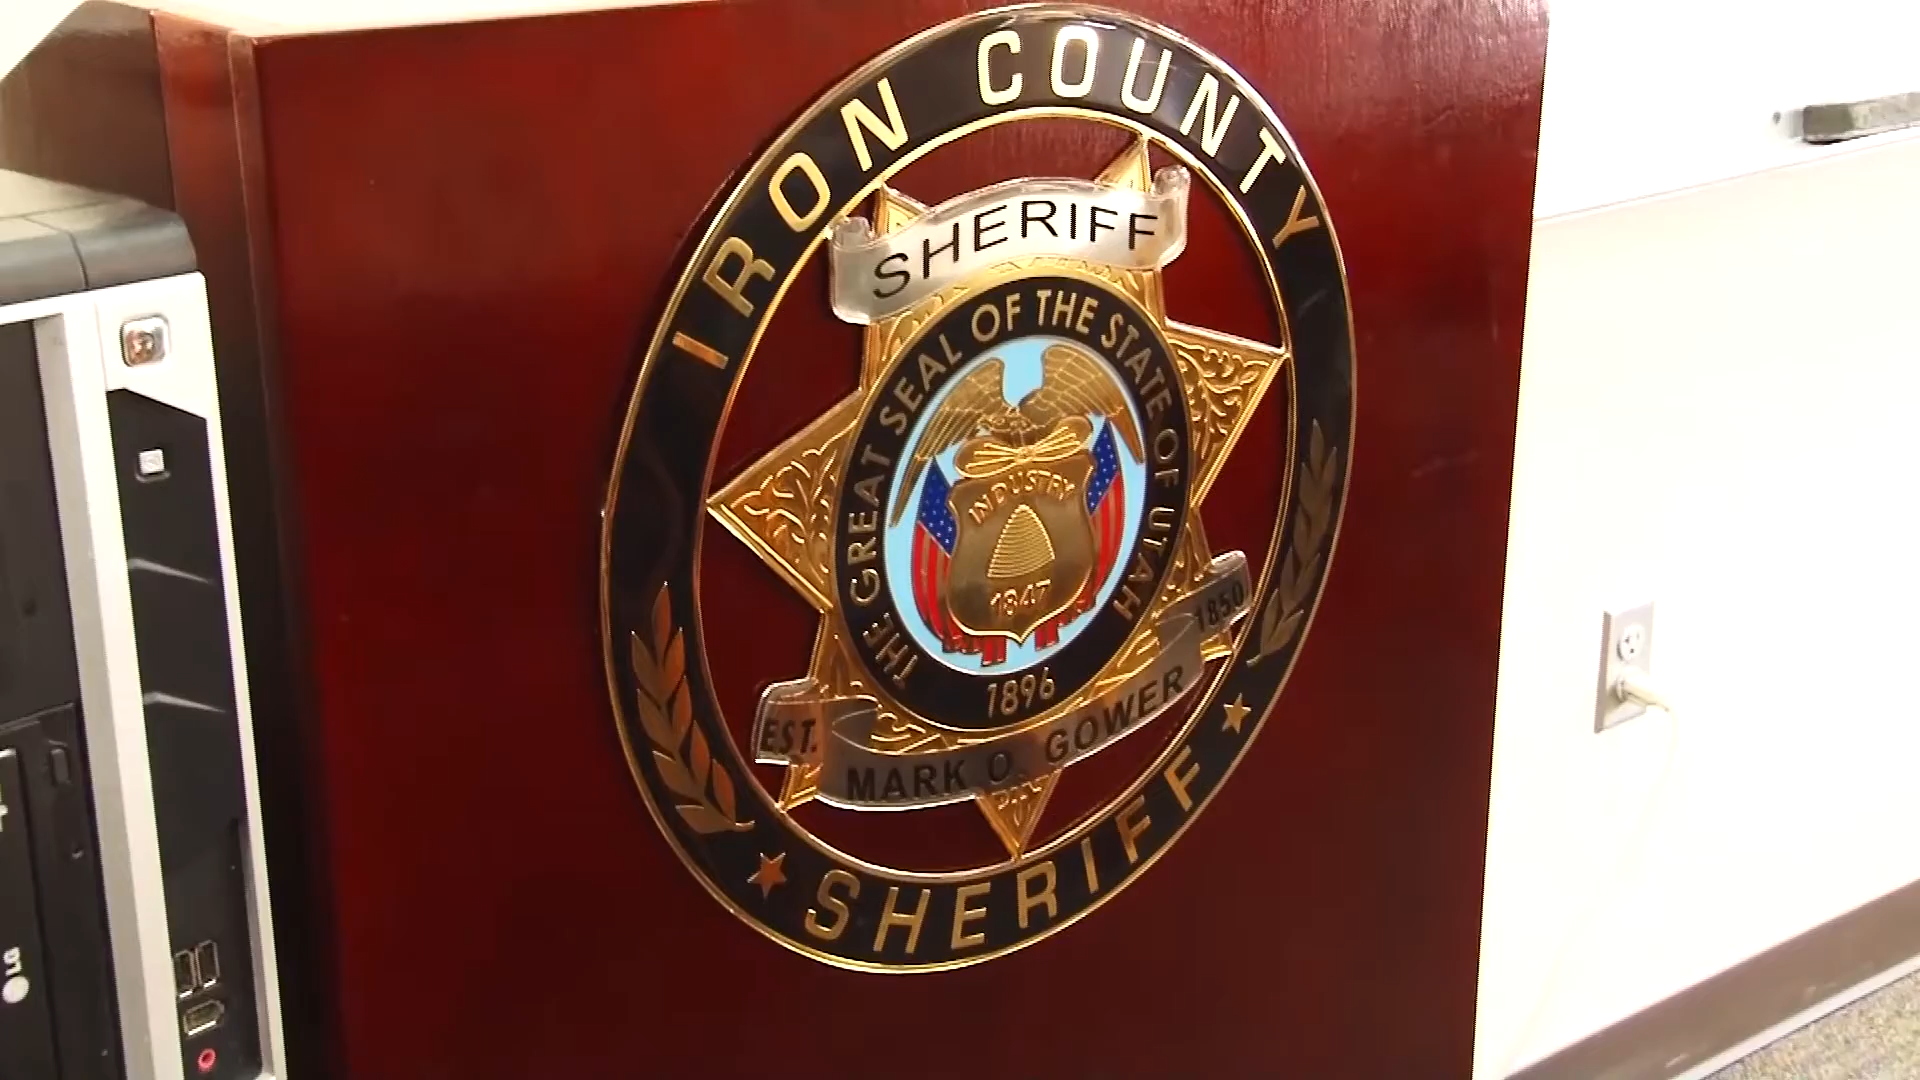 IRON COUNTY
SHERIFF
THE GREAT SEAL OF THE STATE OF UTAH
INDUSTRY
1847
1896
EST.
MARK O. GOWER
1850
SHERIFF
LG